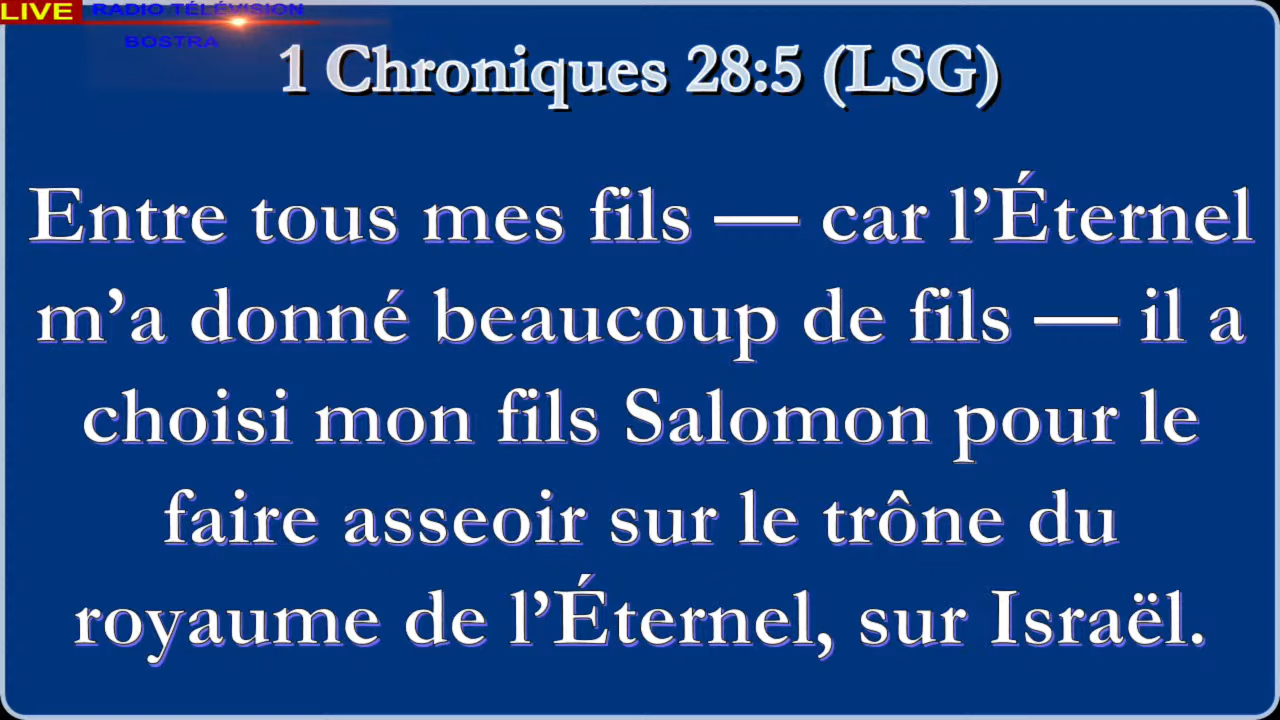 LIVE RADIO TÉLÉVISION
BOSTRA
1 Chroniques 28:5 (LSG)
Entre tous mes fils — car l’Éternel
m’a donné beaucoup de fils — il a
choisi mon fils Salomon pour le
faire asseoir sur le trône du
royaume de l’Éternel, sur Israël.